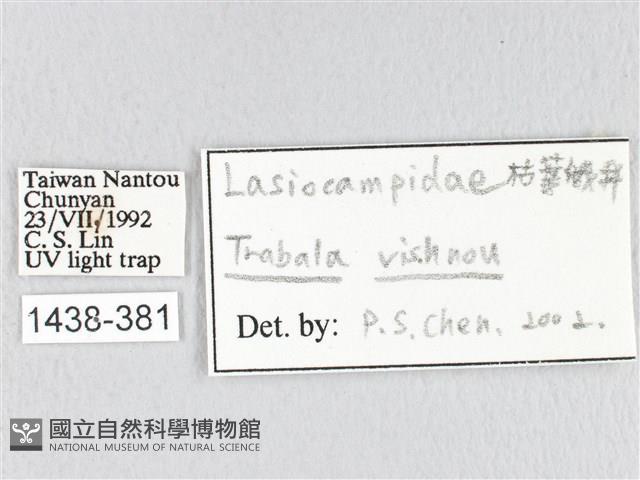 Taiwan Nantou
Chunyan
23/VII/1992
C. S. Lin
UV light trap
1438-381
Lasiocampidae 枯葉蛾科
Trabala vishnou
Det. by: P.S. Chen. 2002.
國立自然科學博物館
NATIONAL MUSEUM OF NATURAL SCIENCE